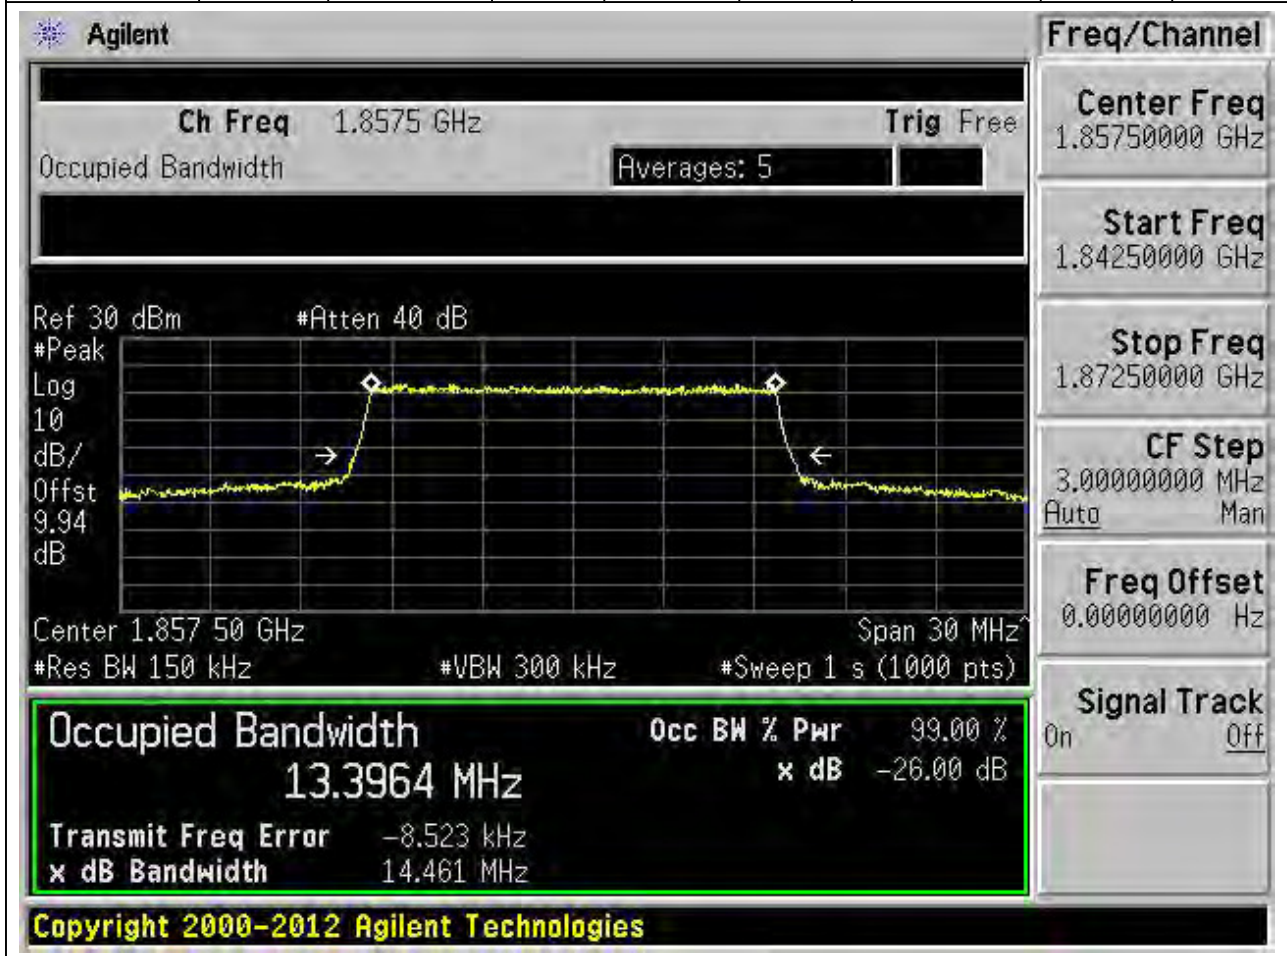 Agilent
Freq/Channel
Ch Freq 1.8575 GHz Trig Free
Occupied Bandwidth Averages: 5
Center Freq
1.85750000 GHz
Start Freq
1.84250000 GHz
Stop Freq
1.87250000 GHz
CF Step
3.00000000 MHz
Auto Man
Freq Offset
0.00000000 Hz
Signal Track
On Off
Ref 30 dBm #Atten 40 dB
#Peak
Log
10
dB/
Offst
9.94
dB
Center 1.857 50 GHz Span 30 MHz^
#Res BW 150 kHz #VBW 300 kHz #Sweep 1 s (1000 pts)
Occupied Bandwidth Occ BW % Pwr 99.00 %
13.3964 MHz x dB -26.00 dB
Transmit Freq Error -8.523 kHz
x dB Bandwidth 14.461 MHz
Copyright 2000-2012 Agilent Technologies